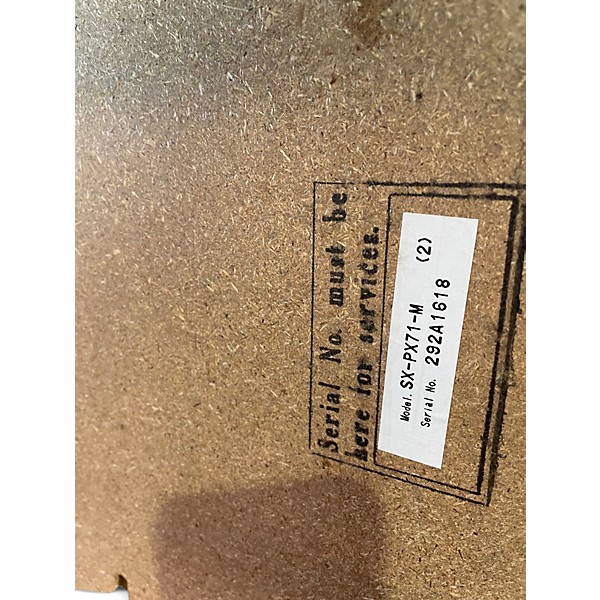 Serial No. must be
here for services.
Model. SX-PX71-M (2)
Serial No. 292A1618